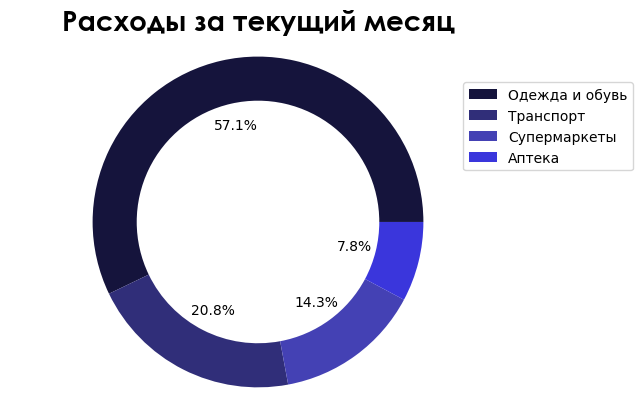 Расходы за текущий месяц
Одежда и обувь
Транспорт
Супермаркеты
Аптека
57.1%
7.8%
14.3%
20.8%